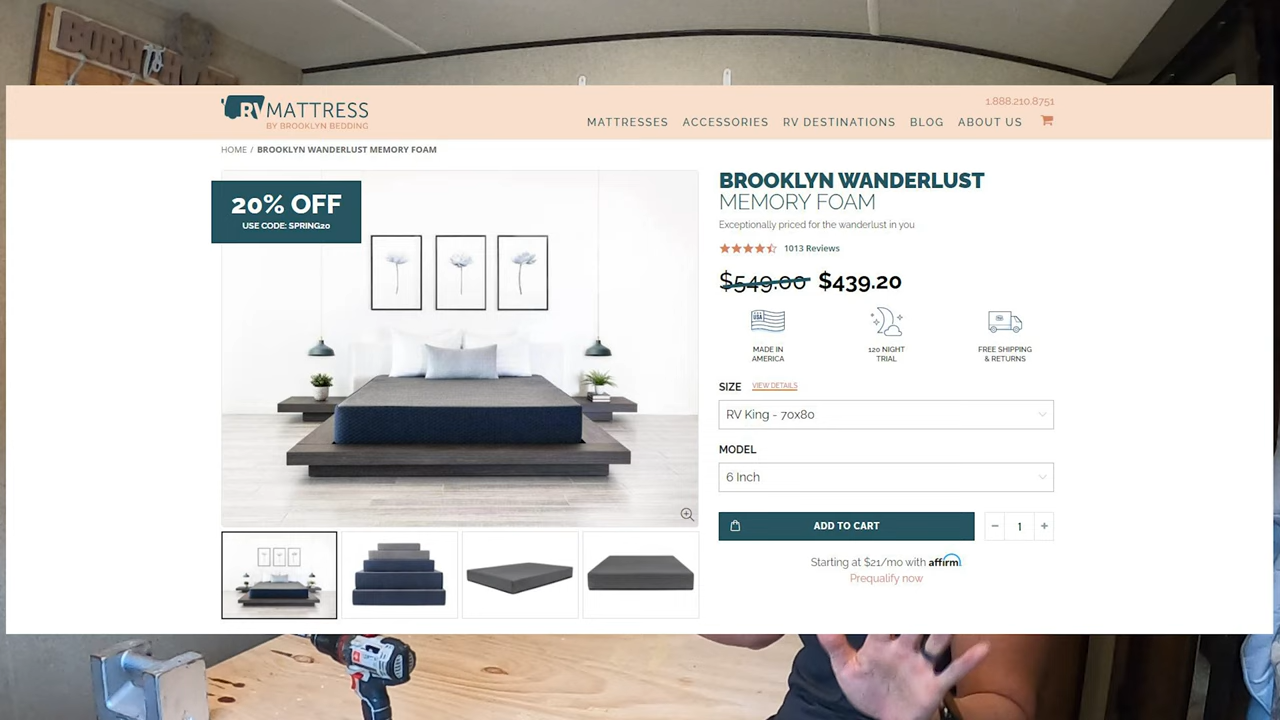 RV MATTRESS
BY BROOKLYN BEDDING
1.888.210.8751
MATTRESSES ACCESSORIES RV DESTINATIONS BLOG ABOUT US
HOME / BROOKLYN WANDERLUST MEMORY FOAM
20% OFF
USE CODE: SPRING20
BROOKLYN WANDERLUST
MEMORY FOAM
Exceptionally priced for the wanderlust in you
1013 Reviews
$549.00 $439.20
USA
MADE IN
AMERICA
120 NIGHT
TRIAL
FREE SHIPPING
& RETURNS
SIZE VIEW DETAILS
RV King - 70x80
MODEL
6 Inch
ADD TO CART
− 1 +
Starting at $21/mo with affirm
Prequalify now